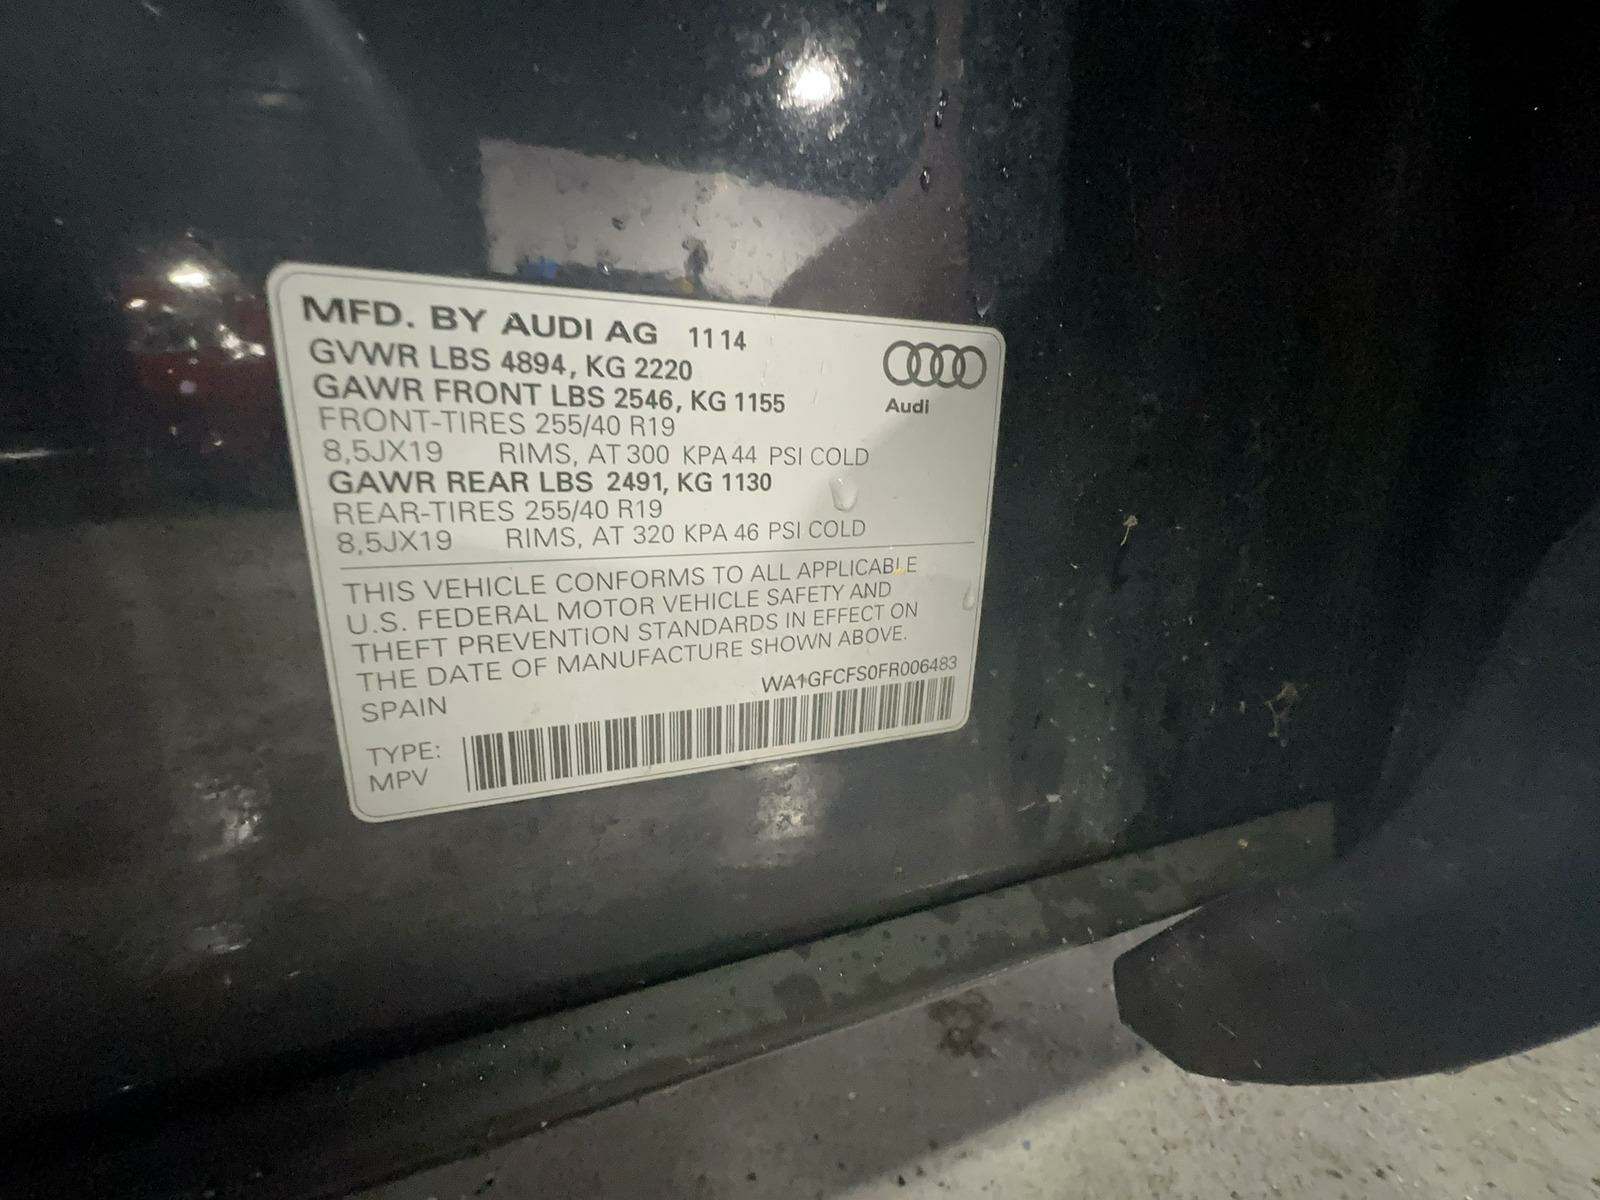 MFD. BY AUDI AG 11 14
GVWR LBS 4894, KG 2220
GAWR FRONT LBS 2546, KG 1155
Audi
FRONT-TIRES 255/40 R19
8,5JX19 RIMS, AT 300 KPA 44 PSI COLD
GAWR REAR LBS 2491, KG 1130
REAR-TIRES 255/40 R19
8,5JX19 RIMS, AT 320 KPA 46 PSI COLD
THIS VEHICLE CONFORMS TO ALL APPLICABLE
U.S. FEDERAL MOTOR VEHICLE SAFETY AND
THEFT PREVENTION STANDARDS IN EFFECT ON
THE DATE OF MANUFACTURE SHOWN ABOVE.
SPAIN WA1GFCFS0FR006483
TYPE:
MPV